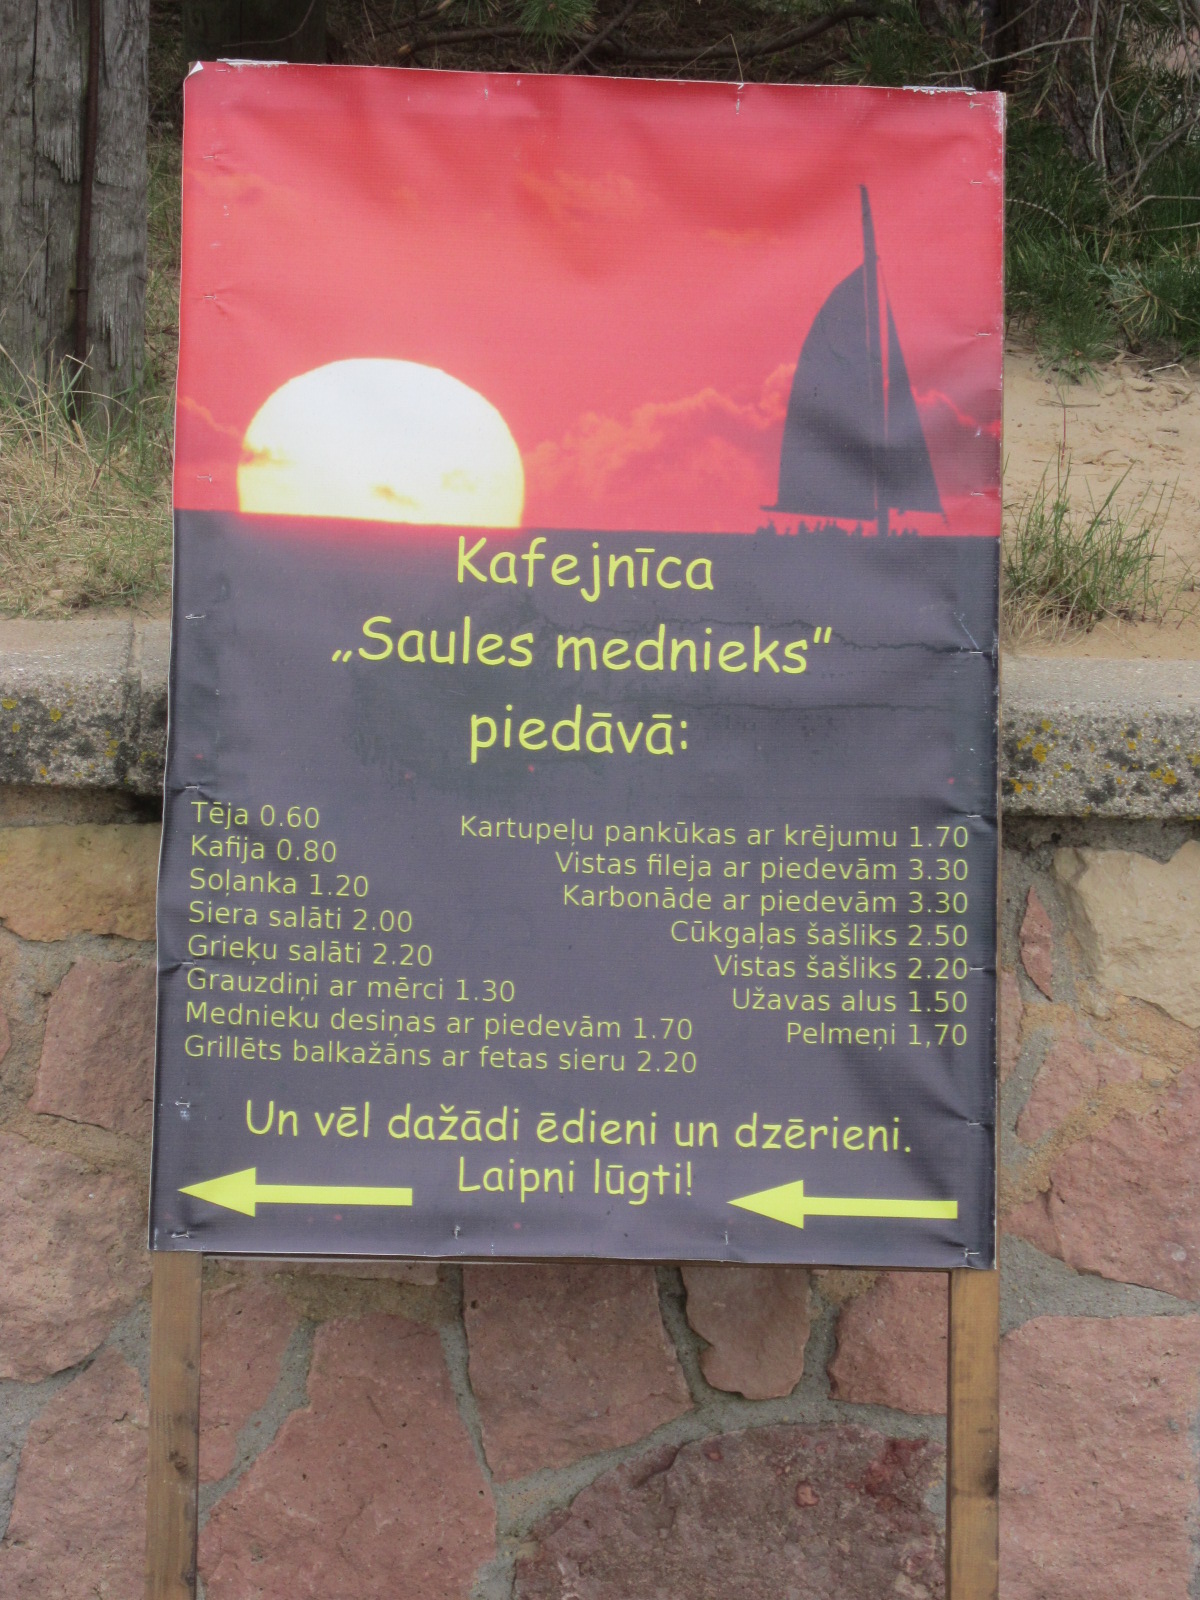 Kafejnīca
„Saules mednieks”
piedāvā:
Tēja 0.60
Kafija 0.80
Soļanka 1.20
Siera salāti 2.00
Grieķu salāti 2.20
Grauzdiņi ar mērci 1.30
Mednieku desiņas ar piedevām 1.70
Grillēts balkažāns ar fetas sieru 2.20
Kartupeļu pankūkas ar krējumu 1.70
Vistas fileja ar piedevām 3.30
Karbonāde ar piedevām 3.30
Cūkgaļas šašliks 2.50
Vistas šašliks 2.20
Užavas alus 1.50
Pelmeņi 1,70
Un vēl dažādi ēdieni un dzērieni.
Laipni lūgti!